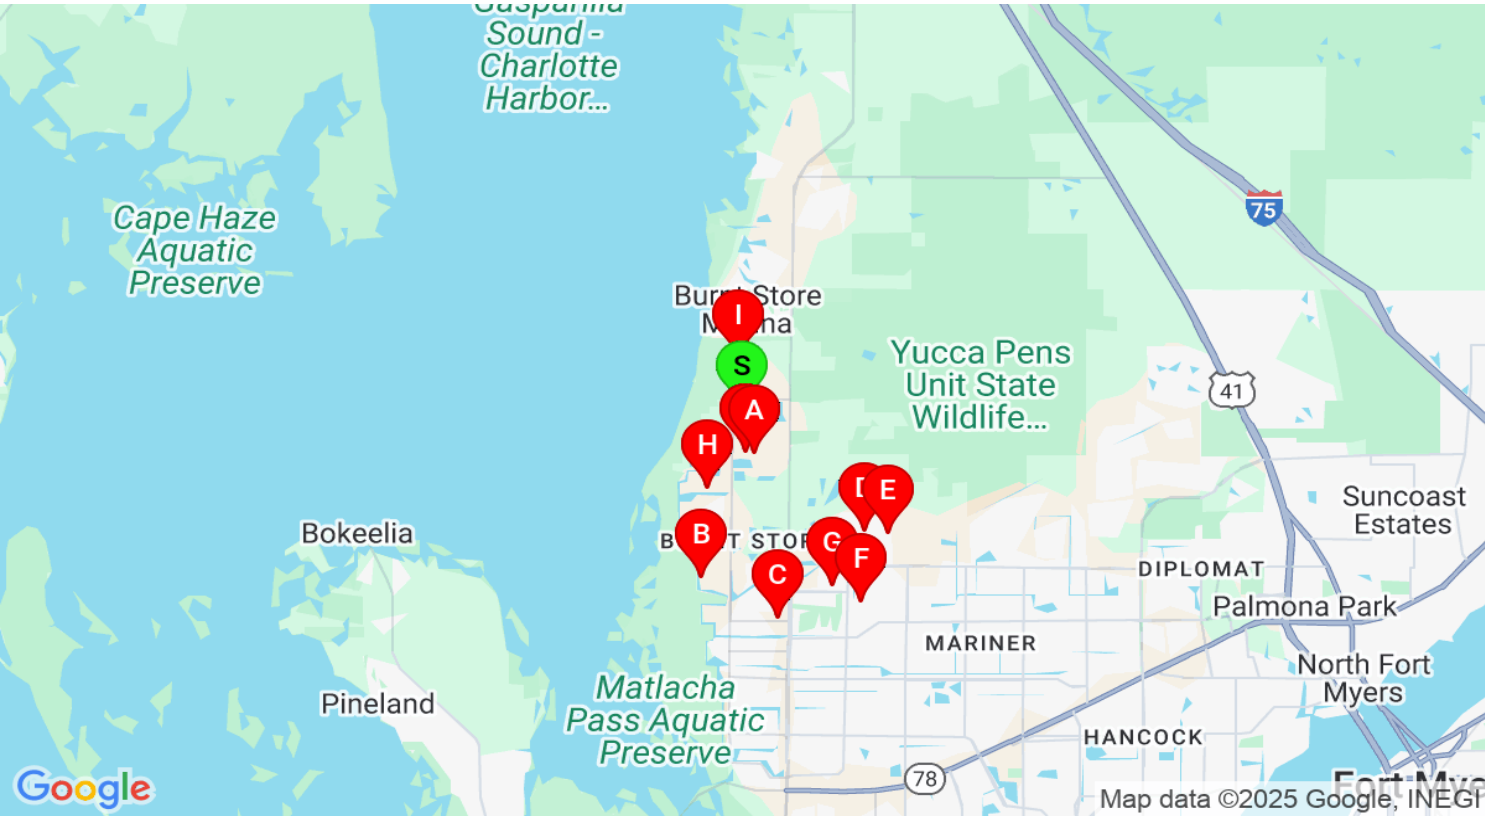 Sound -
Charlotte
Harbor...
75
Cape Haze
Aquatic
Preserve
Burnt Store
I
S
Yucca Pens
Unit State
Wildlife...
41
A
H
D
E
Suncoast
Estates
Bokeelia
B
G
F
C
DIPLOMAT
Palmona Park
MARINER
North Fort
Myers
Matlacha
Pass Aquatic
Preserve
Pineland
HANCOCK
78
Google
Map data ©2025 Google, INEGI